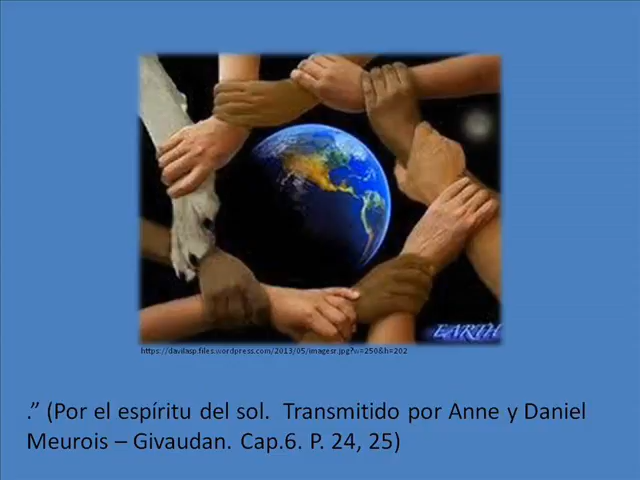 EARTH
https://davilasp.files.wordpress.com/2013/05/imagesr.jpg?w=250&h=202
.” (Por el espíritu del sol. Transmitido por Anne y Daniel
Meurois – Givaudan. Cap.6. P. 24, 25)